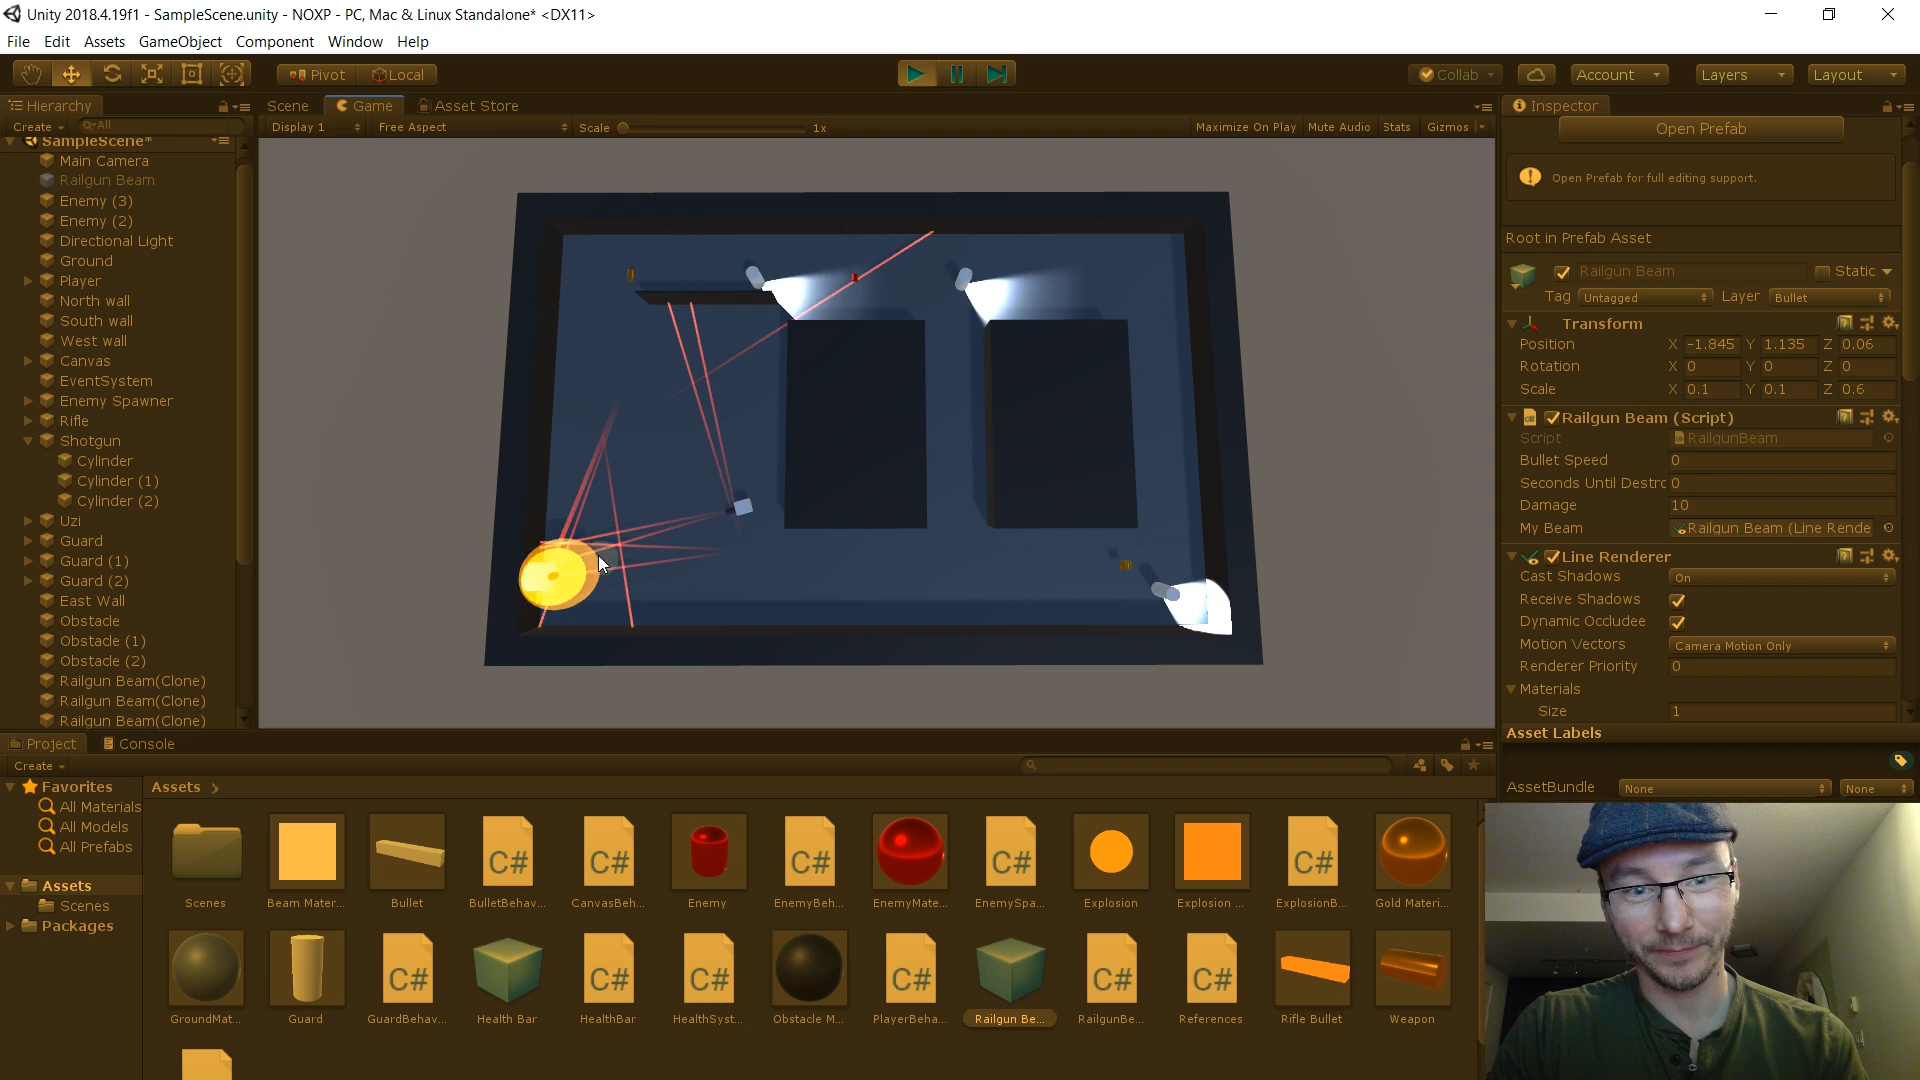 Unity 2018.4.19f1 - SampleScene.unity - NOXP - PC, Mac & Linux Standalone* <DX11>
File Edit Assets GameObject Component Window Help
Pivot Local Collab Account Layers Layout
Hierarchy
Create All
SampleScene*
Main Camera
Railgun Beam
Enemy (3)
Enemy (2)
Directional Light
Ground
Player
North wall
South wall
West wall
Canvas
EventSystem
Enemy Spawner
Rifle
Shotgun
Cylinder
Cylinder (1)
Cylinder (2)
Uzi
Guard
Guard (1)
Guard (2)
East Wall
Obstacle
Obstacle (1)
Obstacle (2)
Railgun Beam(Clone)
Railgun Beam(Clone)
Railgun Beam(Clone)
Scene Game Asset Store
Display 1 Free Aspect Scale 1x Maximize On Play Mute Audio Stats Gizmos
Inspector
Open Prefab
Open Prefab for full editing support.
Root in Prefab Asset
Railgun Beam Static
Tag Untagged Layer Bullet
Transform
Position X -1.845 Y 1.135 Z 0.06
Rotation X 0 Y 0 Z 0
Scale X 0.1 Y 0.1 Z 0.6
Railgun Beam (Script)
Script RailgunBeam
Bullet Speed 0
Seconds Until Destro 0
Damage 10
My Beam Railgun Beam (Line Rende
Line Renderer
Cast Shadows On
Receive Shadows
Dynamic Occludee
Motion Vectors Camera Motion Only
Renderer Priority 0
Materials
Size 1
Asset Labels
AssetBundle None None
Project Console
Create
Favorites
All Materials
All Models
All Prefabs
Assets
Scenes
Packages
Assets
Scenes Beam Mater... Bullet BulletBehav... CanvasBeh... Enemy EnemyBeh... EnemyMate... EnemySpa... Explosion Explosion ... ExplosionB... Gold Materi...
GroundMat... Guard GuardBehav... Health Bar HealthBar HealthSyst... Obstacle M... PlayerBeha... Railgun Be... RailgunBe... References Rifle Bullet Weapon
C# C# C# C# C#
C# C# C# C# C# C#